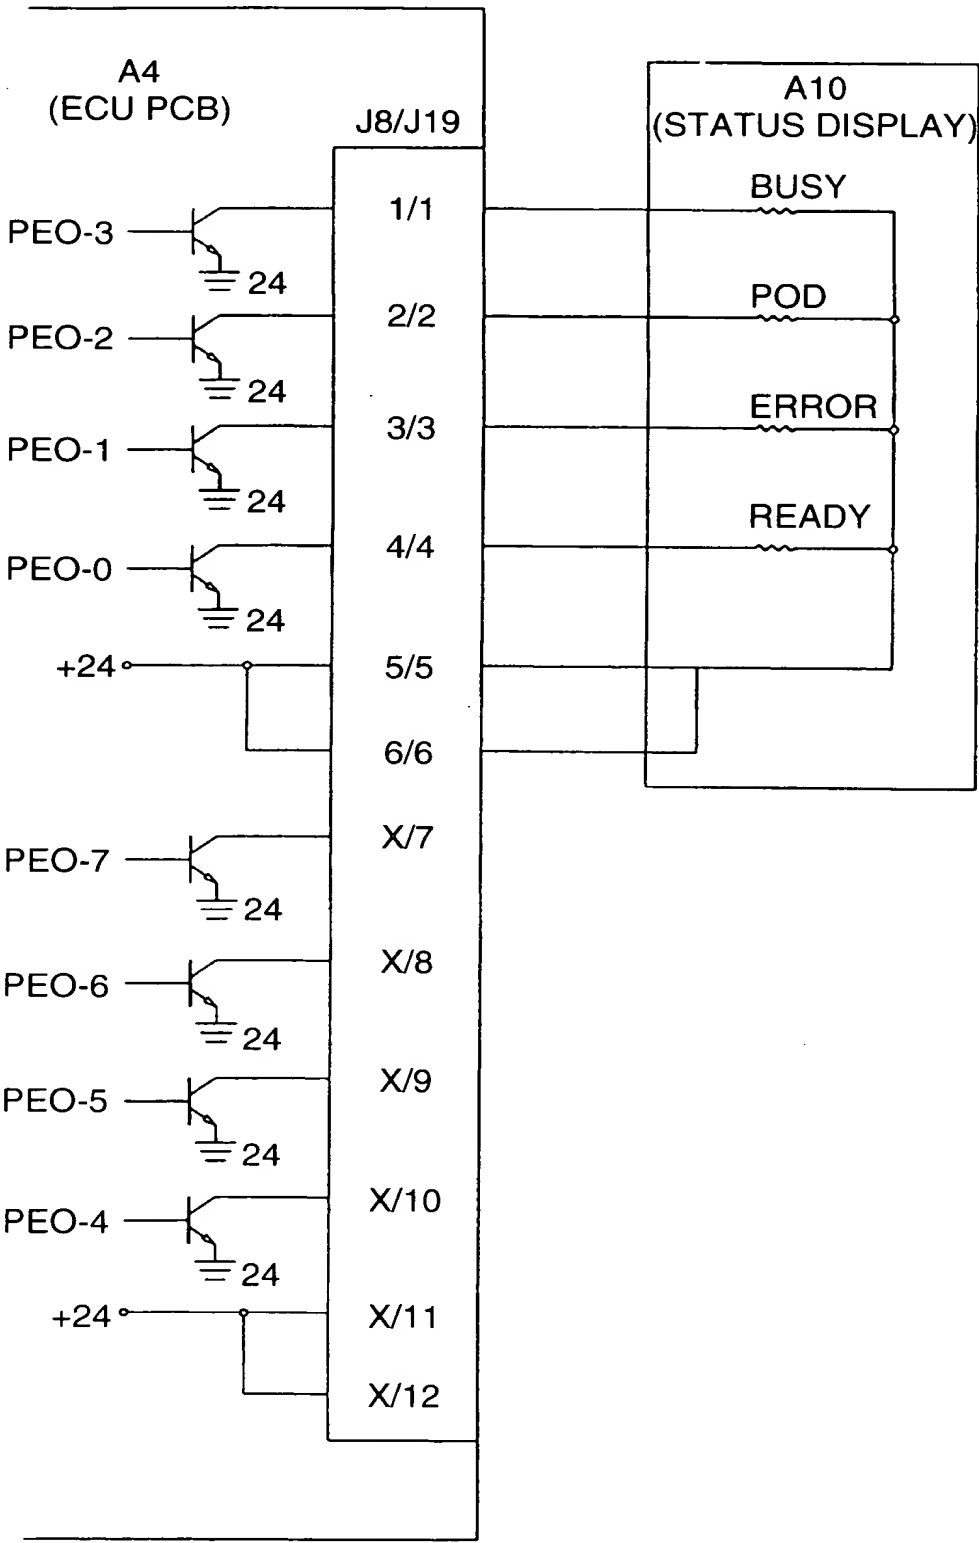 A4
(ECU PCB)
J8/J19
A10
(STATUS DISPLAY)
PEO-3
24
1/1
BUSY
PEO-2
24
2/2
POD
PEO-1
24
3/3
ERROR
PEO-0
24
4/4
READY
+24
5/5
6/6
PEO-7
24
X/7
PEO-6
24
X/8
PEO-5
24
X/9
PEO-4
24
X/10
+24
X/11
X/12